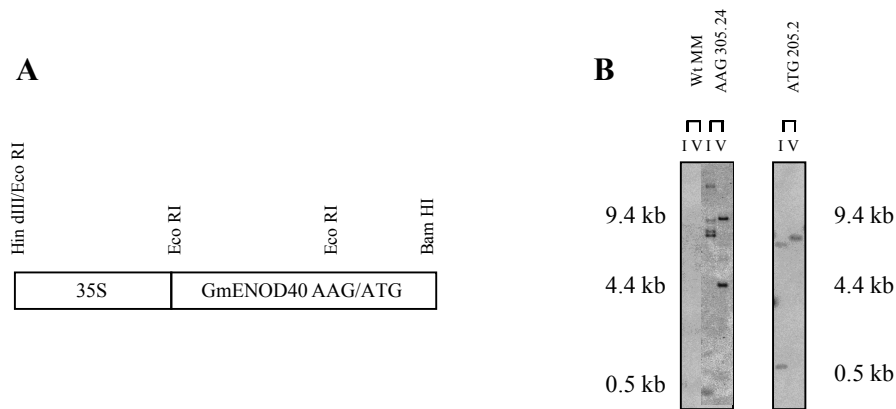 A
Hin dIII/Eco RI
Eco RI
Eco RI
Bam HI
35S
GmENOD40 AAG/ATG
B
Wt MM
AAG 305.24
ATG 205.2
I V I V
I V
9.4 kb
4.4 kb
0.5 kb
9.4 kb
4.4 kb
0.5 kb